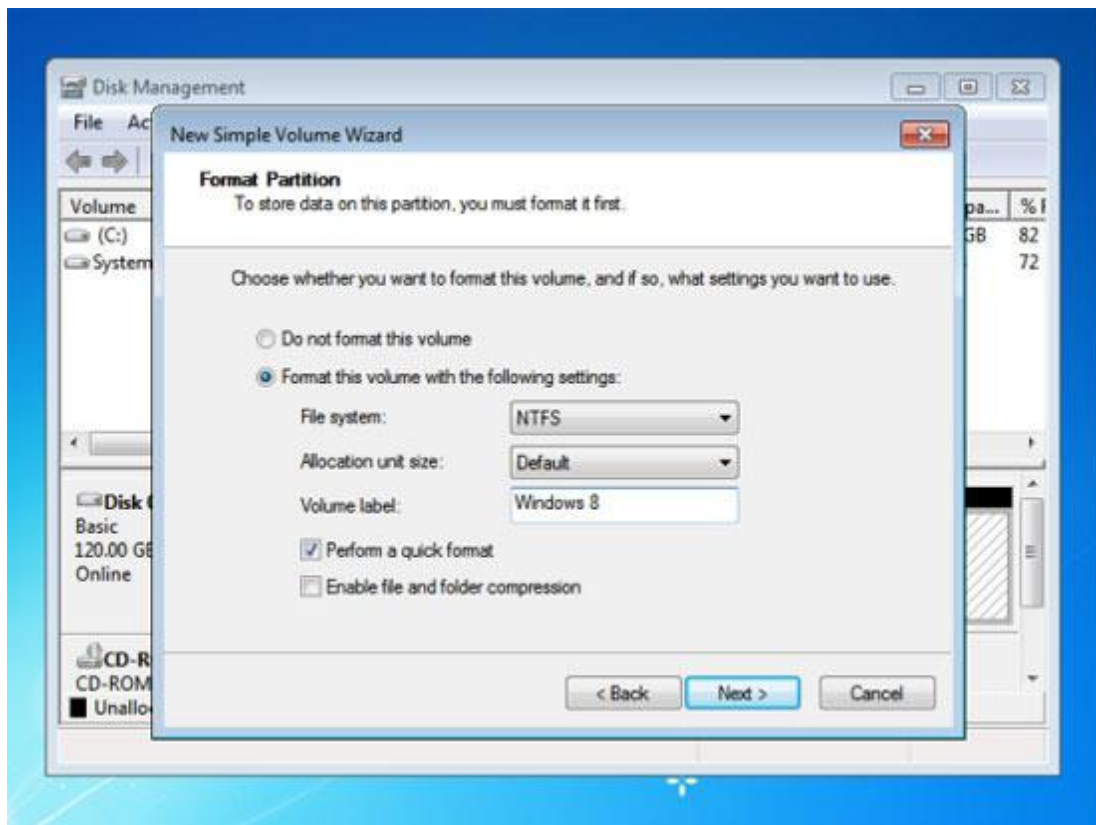 Disk Management
File
New Simple Volume Wizard
Format Partition
To store data on this partition, you must format it first.
Volume
% F
(C:)
GB 82
System
72
Choose whether you want to format this volume, and if so, what settings you want to use.
Do not format this volume
Format this volume with the following settings:
File system: NTFS
Allocation unit size: Default
Volume label: Windows 8
Perform a quick format
Enable file and folder compression
Disk
Basic
120.00 GB
Online
CD-R
CD-ROM
Unallo
< Back Next > Cancel